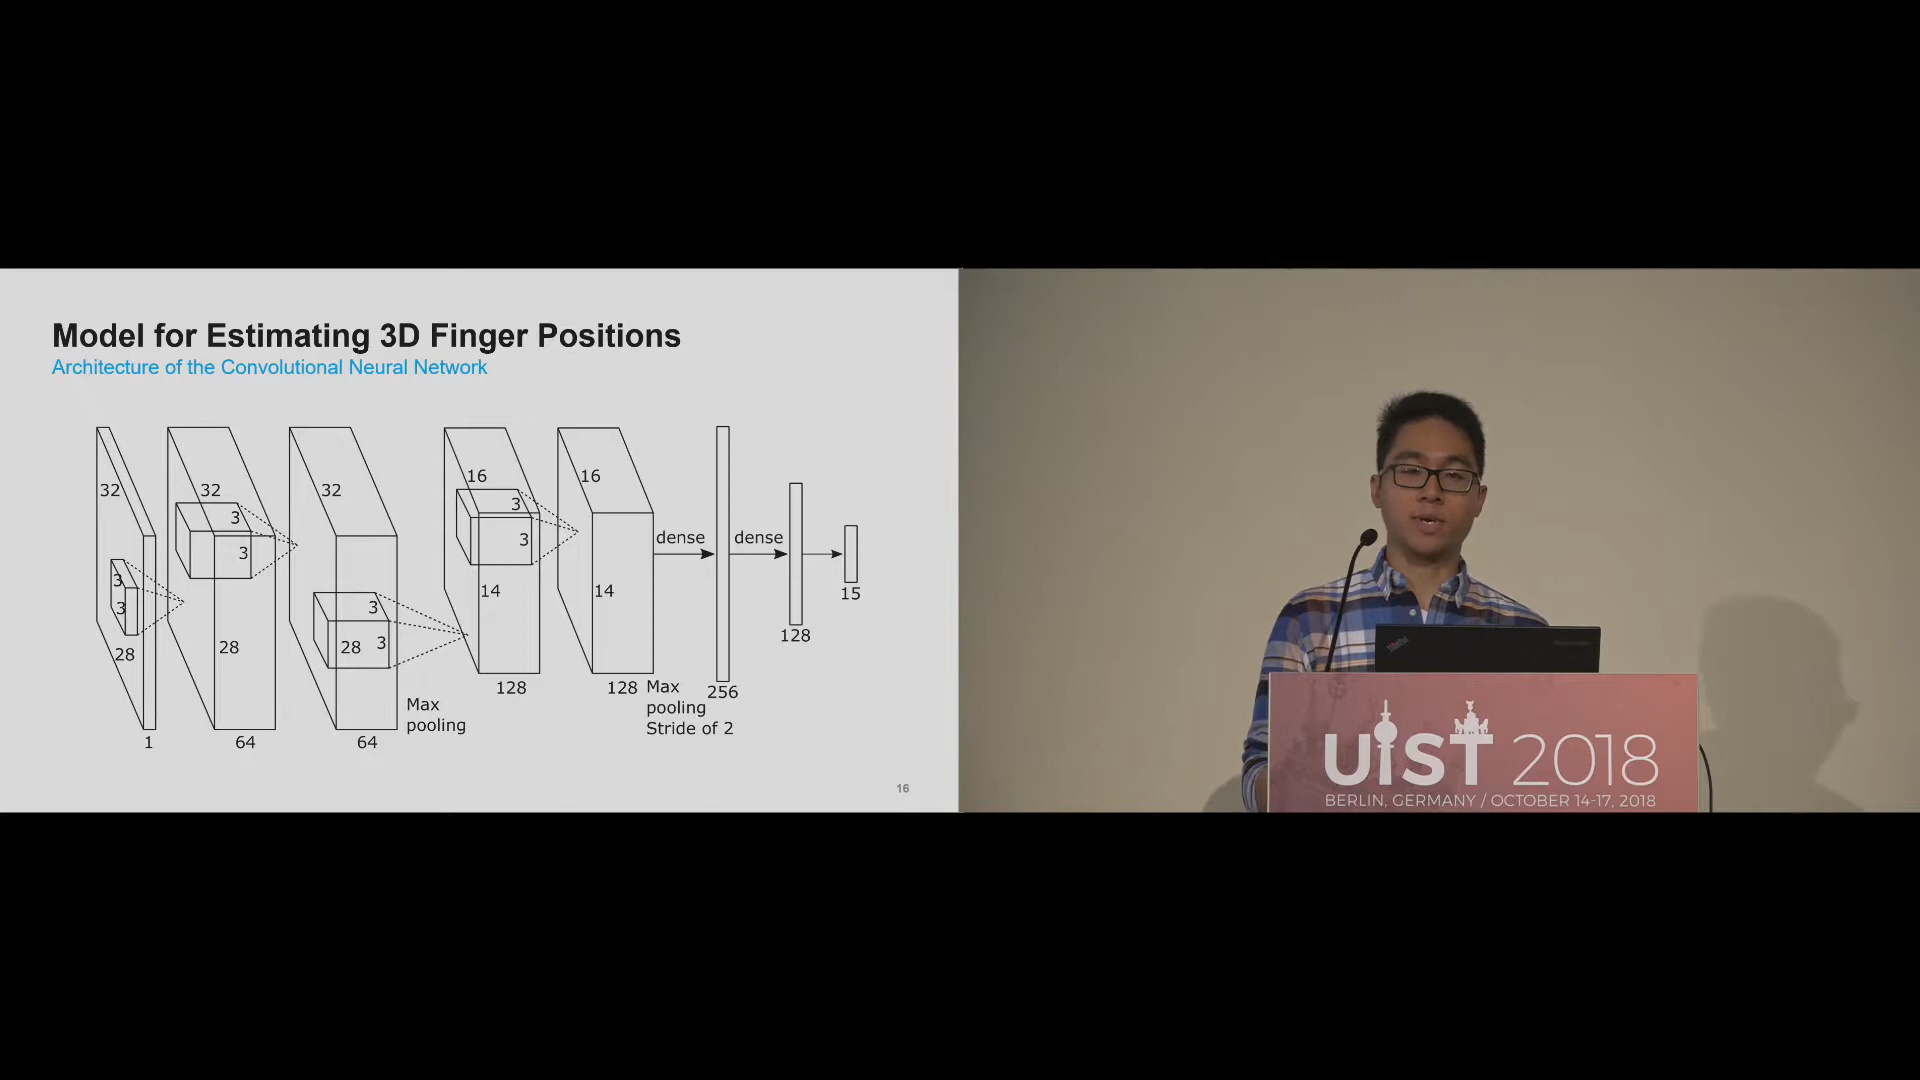 Model for Estimating 3D Finger Positions
Architecture of the Convolutional Neural Network
32
32
32
16
16
3
3
3
3
3
3
3
3
3
3
28
28
28
14
14
dense
dense
1
64
64
Max
pooling
128
128
Max
pooling
Stride of 2
256
128
15
16
UIST 2018
BERLIN, GERMANY / OCTOBER 14-17, 2018